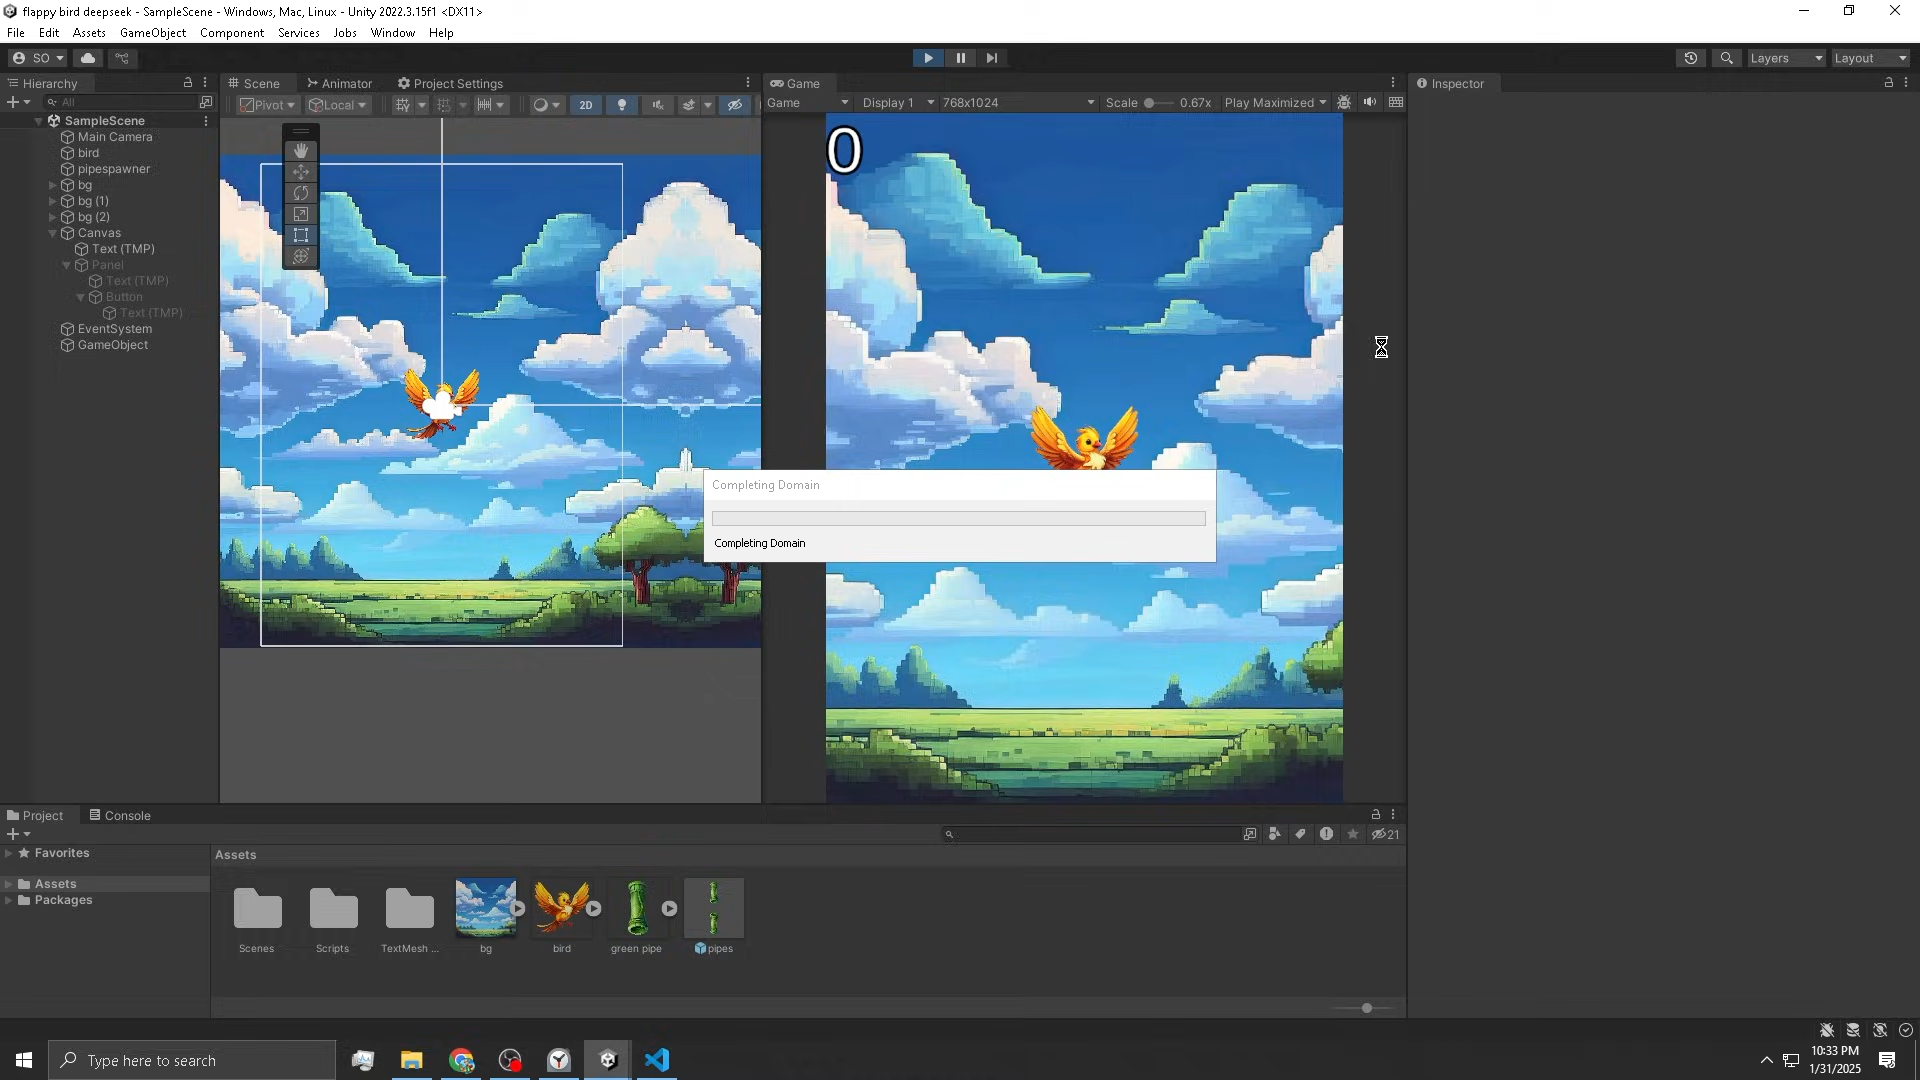 flappy bird deepseek - SampleScene - Windows, Mac, Linux - Unity 2022.3.15f1 <DX11>
File Edit Assets GameObject Component Services Jobs Window Help
SO Layers Layout
Hierarchy Scene Animator Project Settings Game Inspector
All Pivot Local 2D Game Display 1 768x1024 Scale 0.67x Play Maximized
SampleScene
Main Camera
bird
pipespawner
bg
bg (1)
bg (2)
Canvas
Text (TMP)
Panel
Text (TMP)
Button
Text (TMP)
EventSystem
GameObject
0
Completing Domain
Completing Domain
Project Console
21
Favorites
Assets
Packages
Assets
Scenes Scripts TextMesh ... bg bird green pipe pipes
Type here to search
10:33 PM
1/31/2025